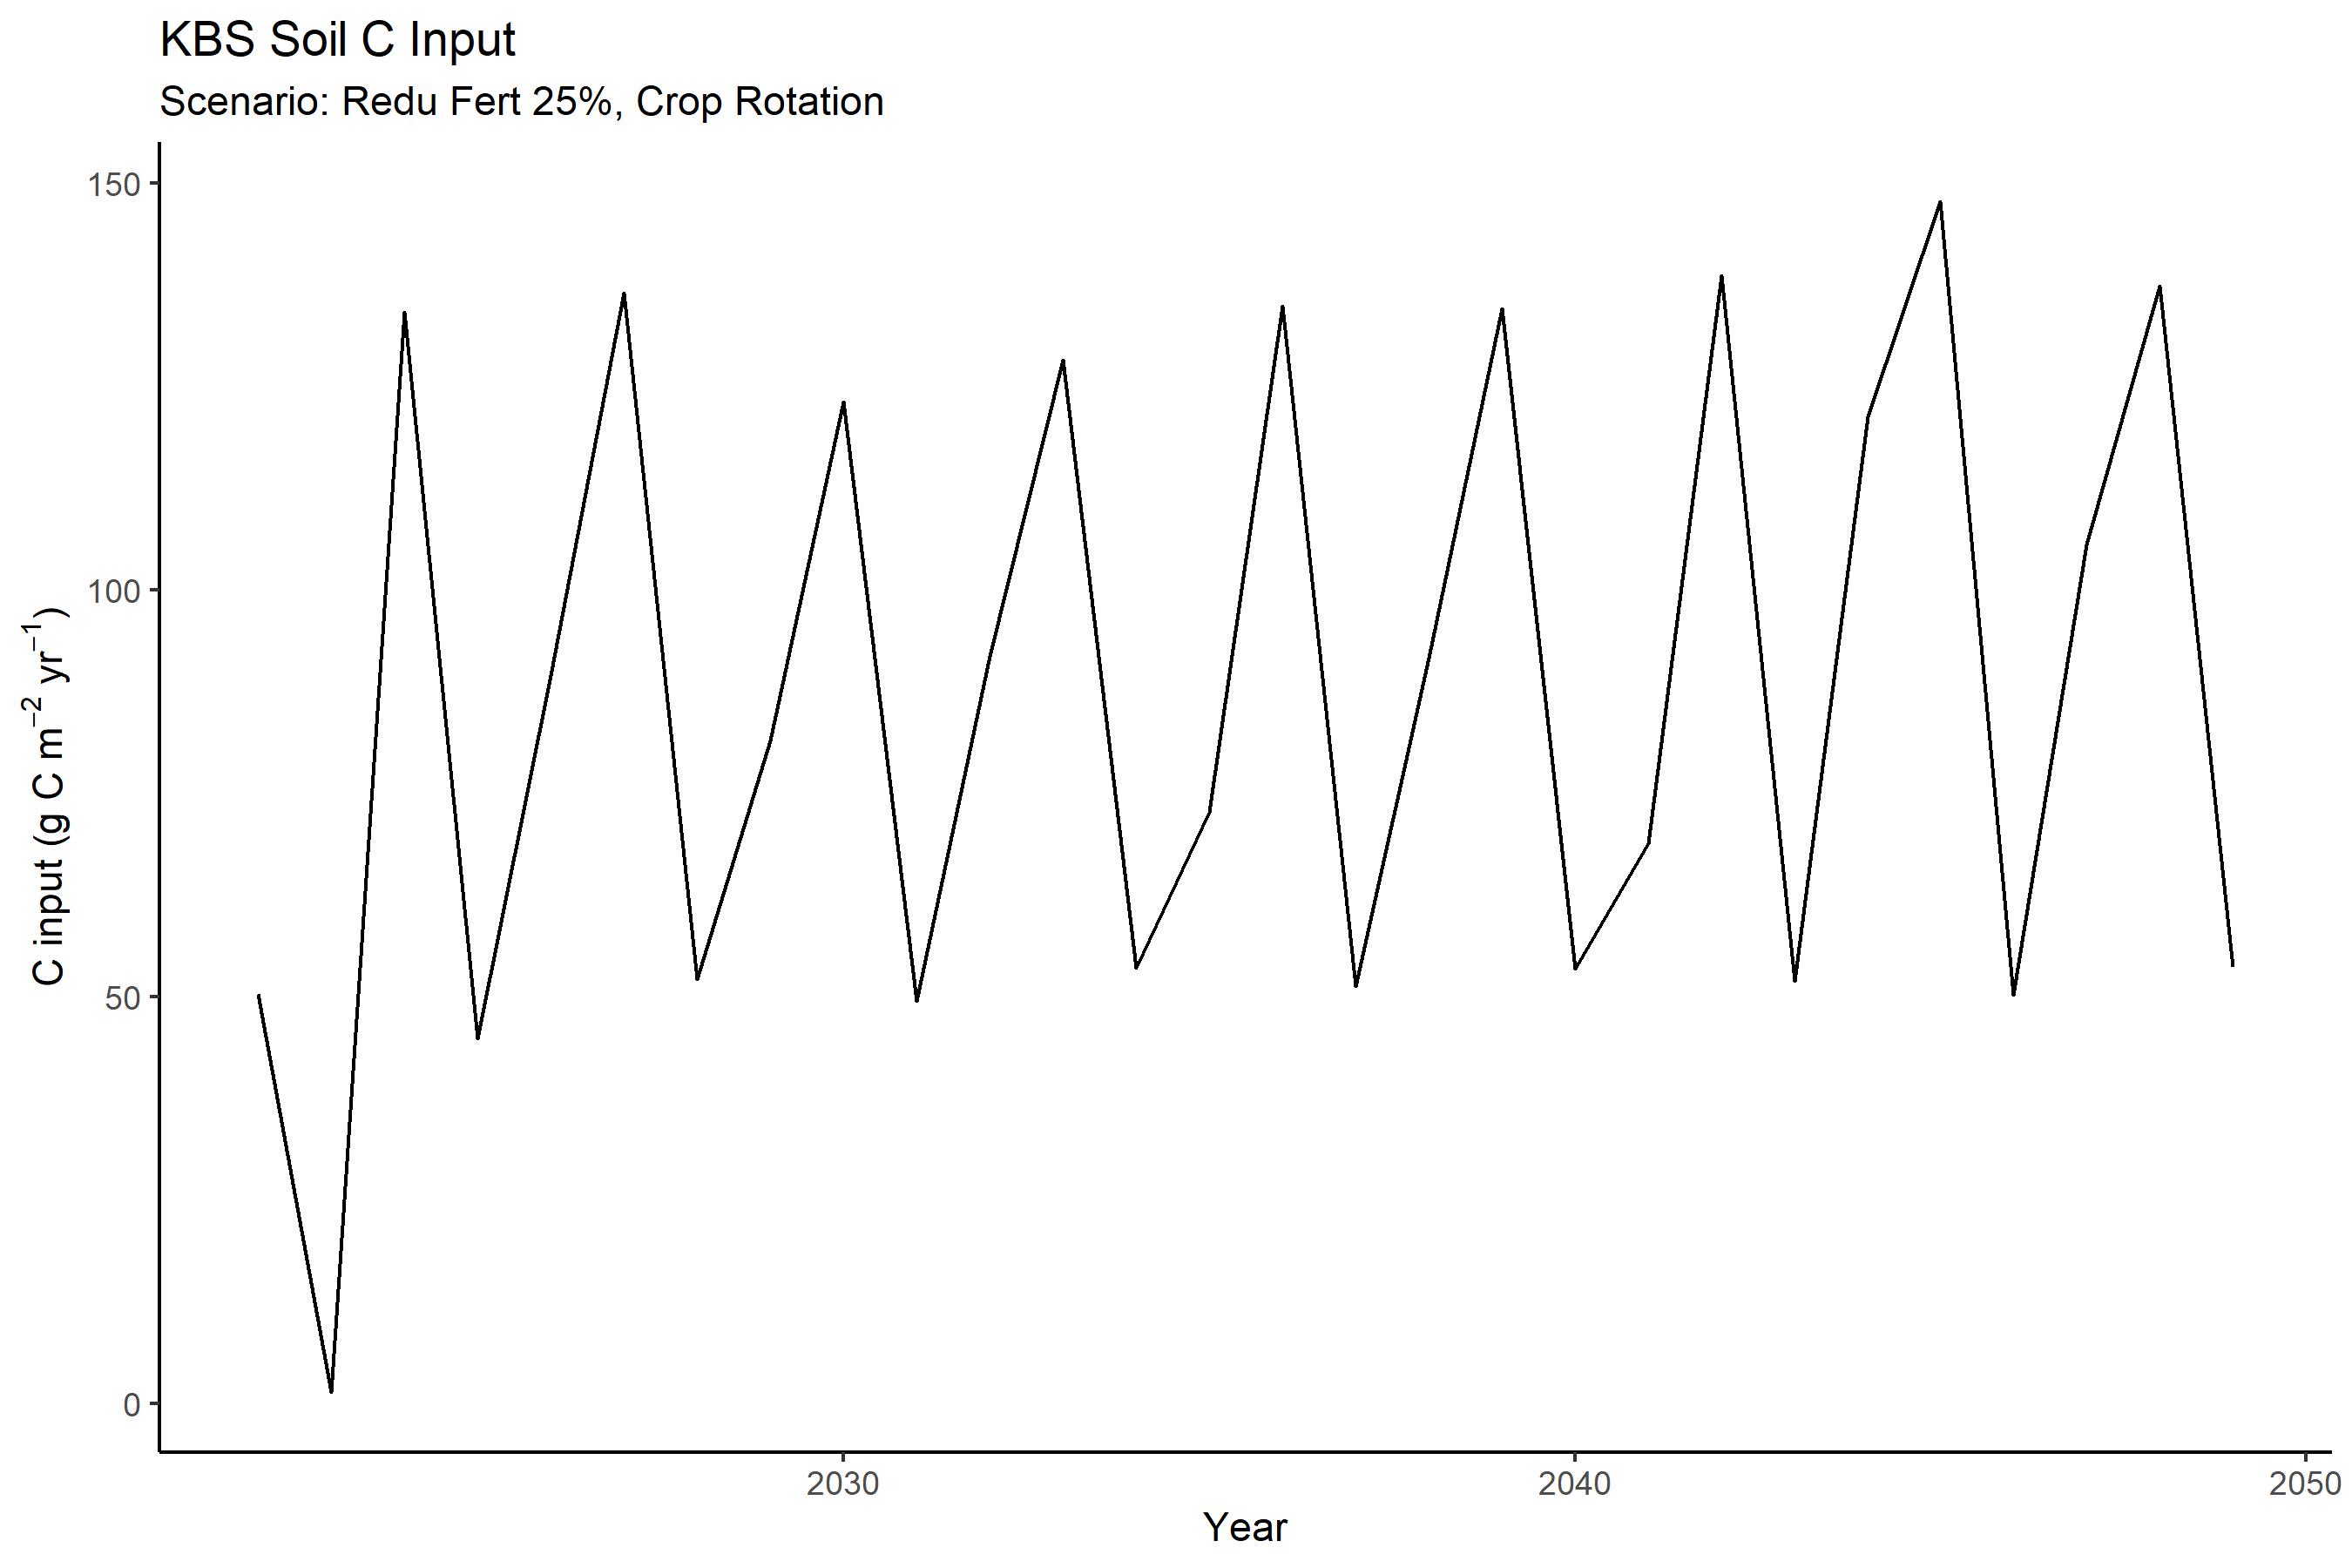 KBS Soil C Input
Scenario: Redu Fert 25%, Crop Rotation
150
100
50
0
C input (g C m⁻² yr⁻¹)
2030
2040
2050
Year